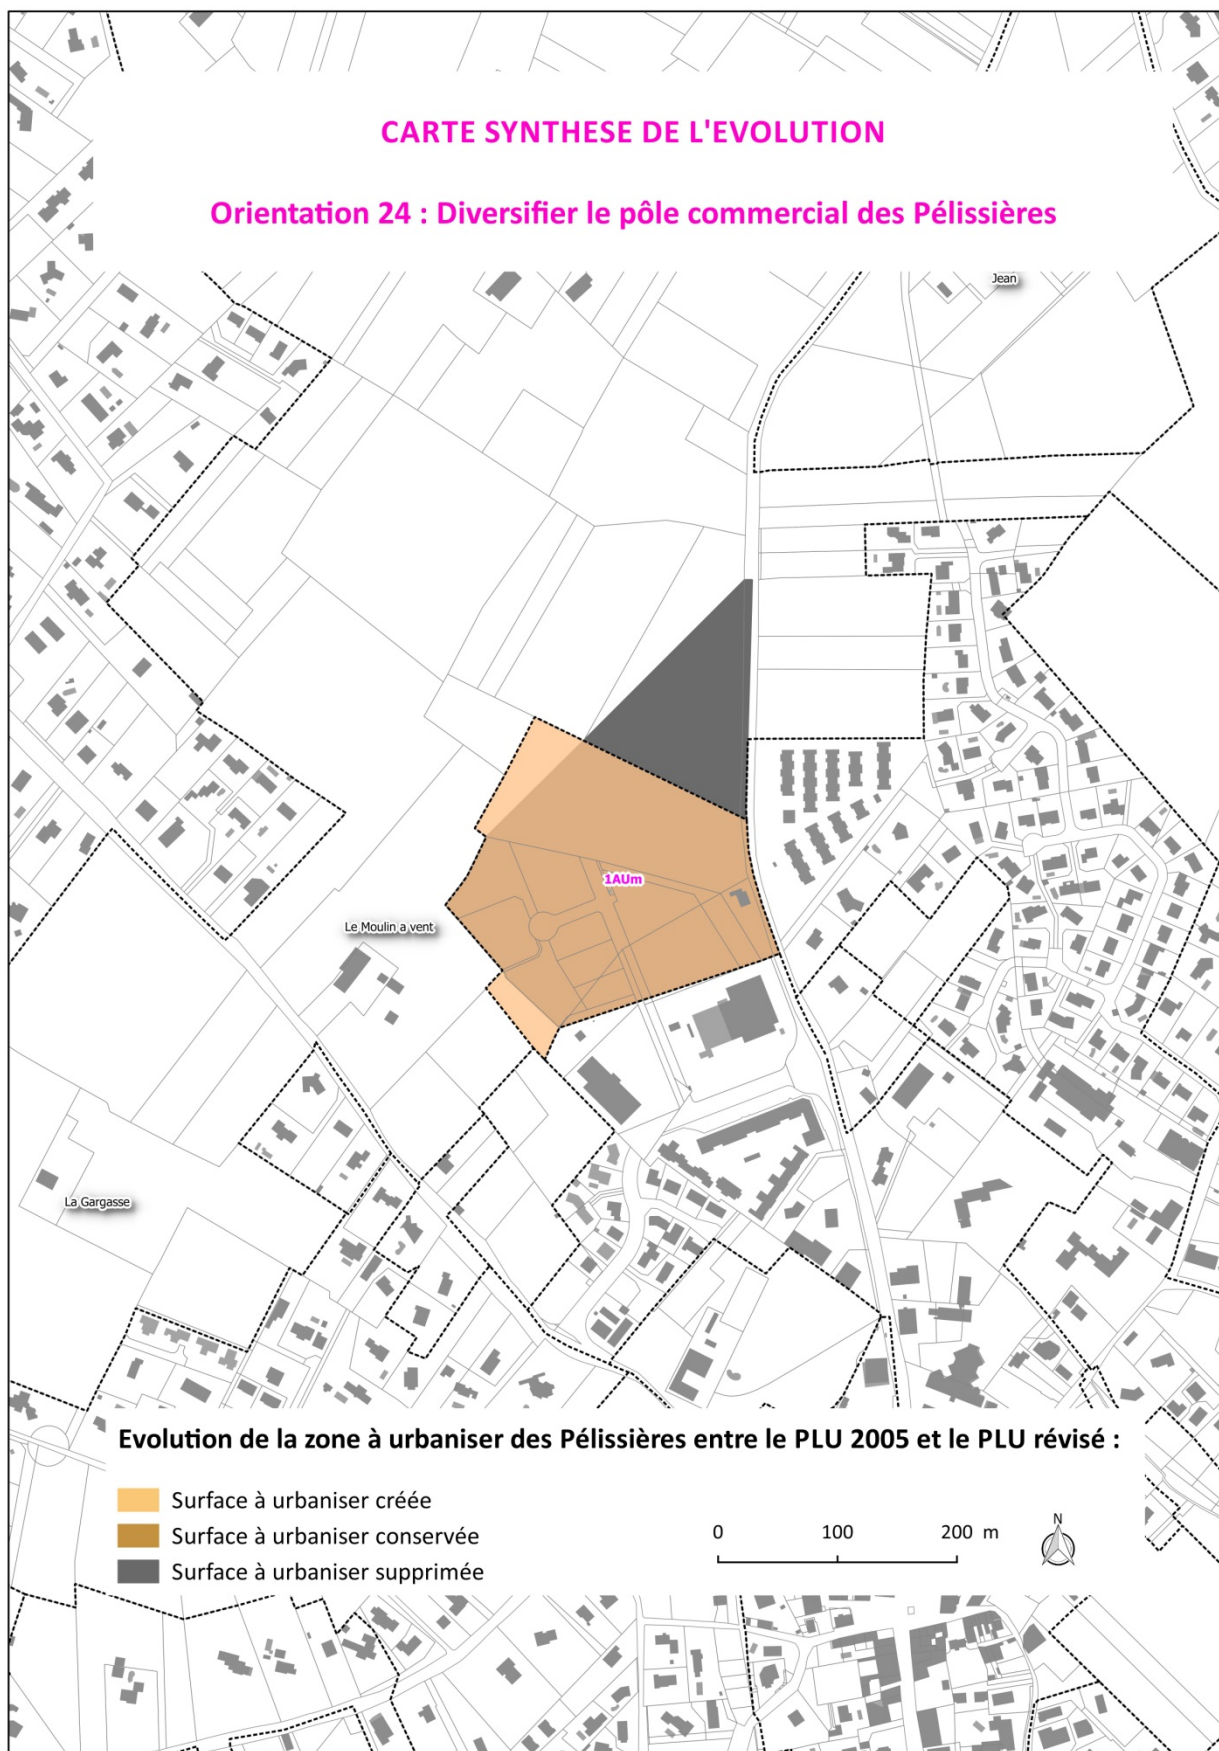 CARTE SYNTHESE DE L'EVOLUTION
Orientation 24 : Diversifier le pôle commercial des Pélissières
Jean
1AUm
Le Moulin a vent
La Gargasse
Evolution de la zone à urbaniser des Pélissières entre le PLU 2005 et le PLU révisé :
Surface à urbaniser créée
Surface à urbaniser conservée
Surface à urbaniser supprimée
0 100 200 m
N